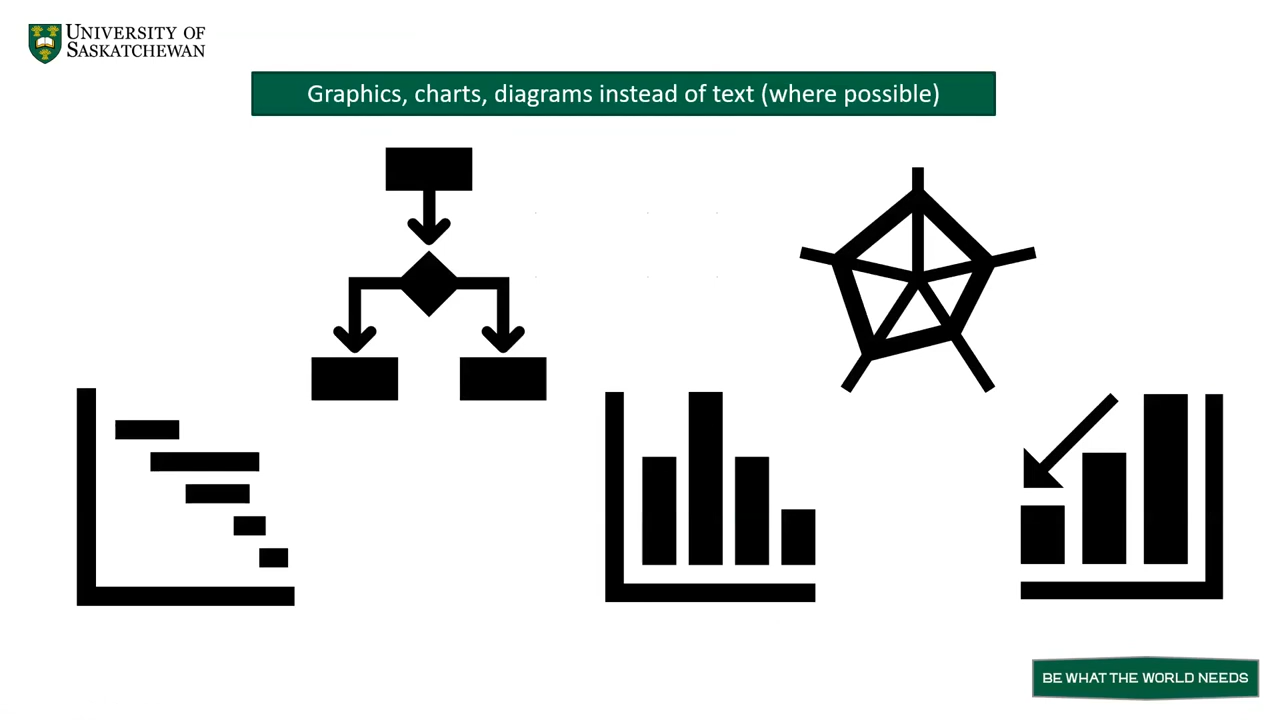 UNIVERSITY OF
SASKATCHEWAN
Graphics, charts, diagrams instead of text (where possible)
BE WHAT THE WORLD NEEDS